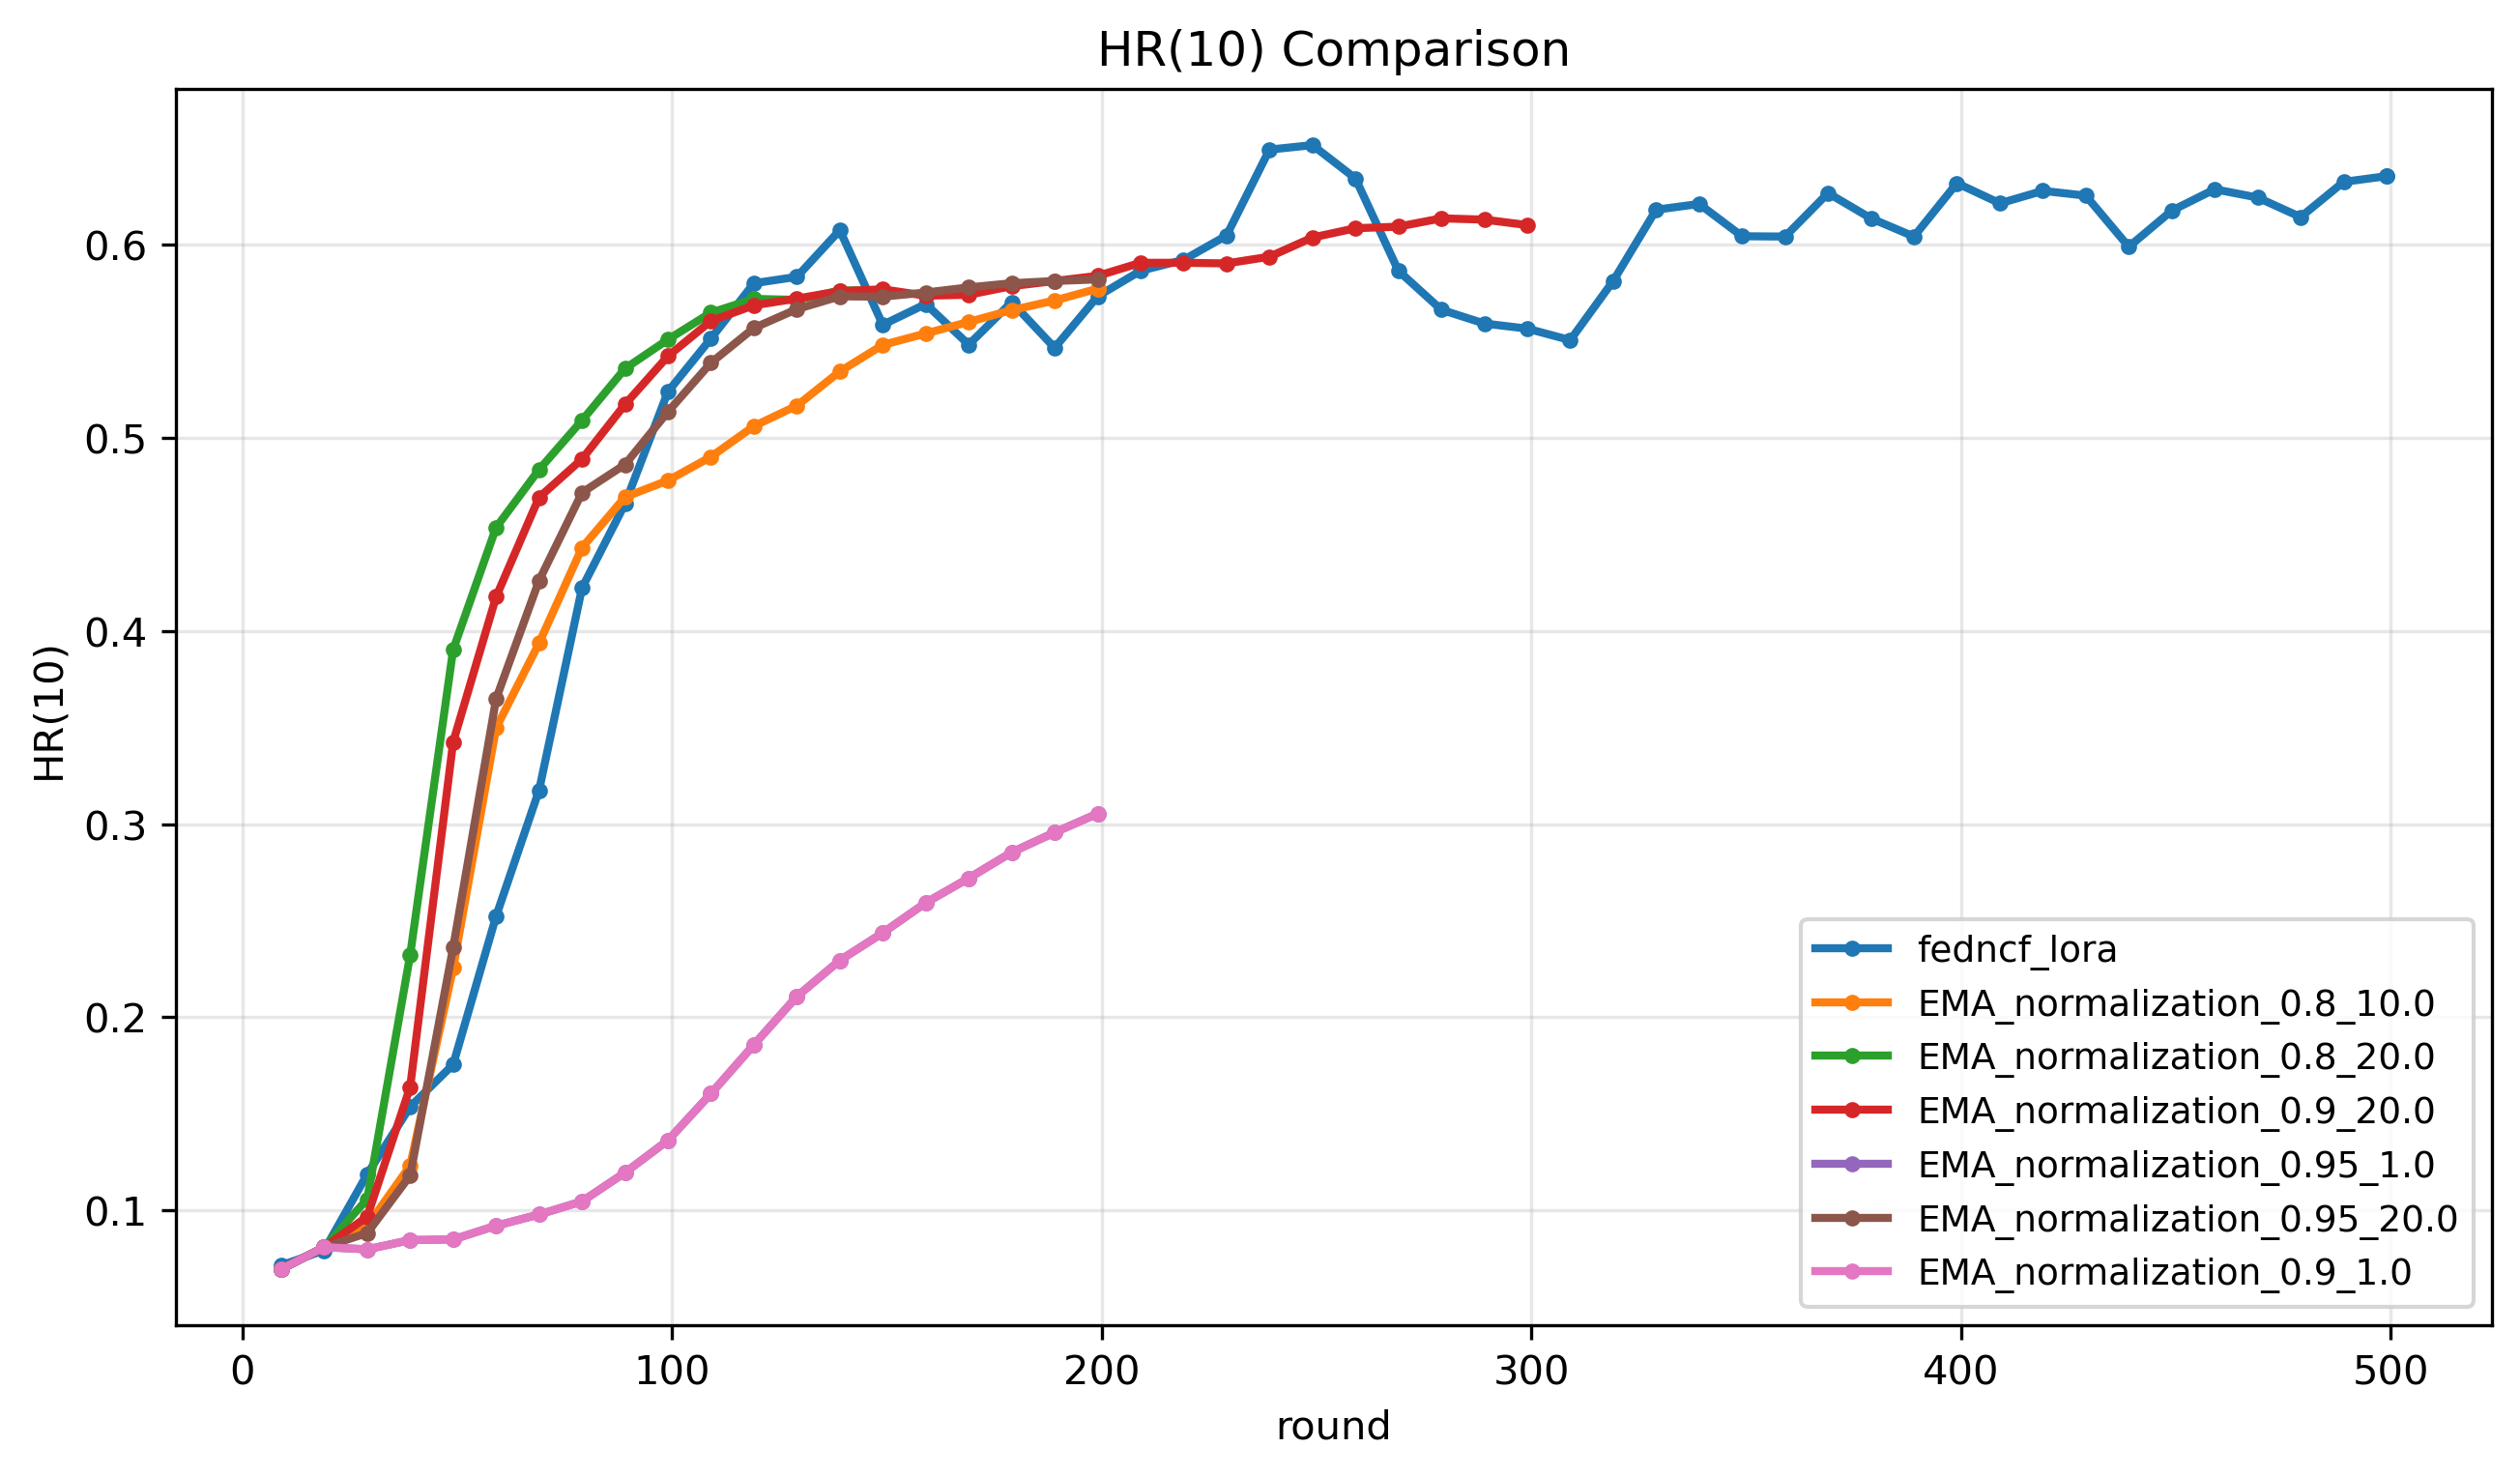 HR(10) Comparison
HR(10)
0.6
0.5
0.4
0.3
0.2
0.1
0
100
200
300
400
500
round
fedncf_lora
EMA_normalization_0.8_10.0
EMA_normalization_0.8_20.0
EMA_normalization_0.9_20.0
EMA_normalization_0.95_1.0
EMA_normalization_0.95_20.0
EMA_normalization_0.9_1.0